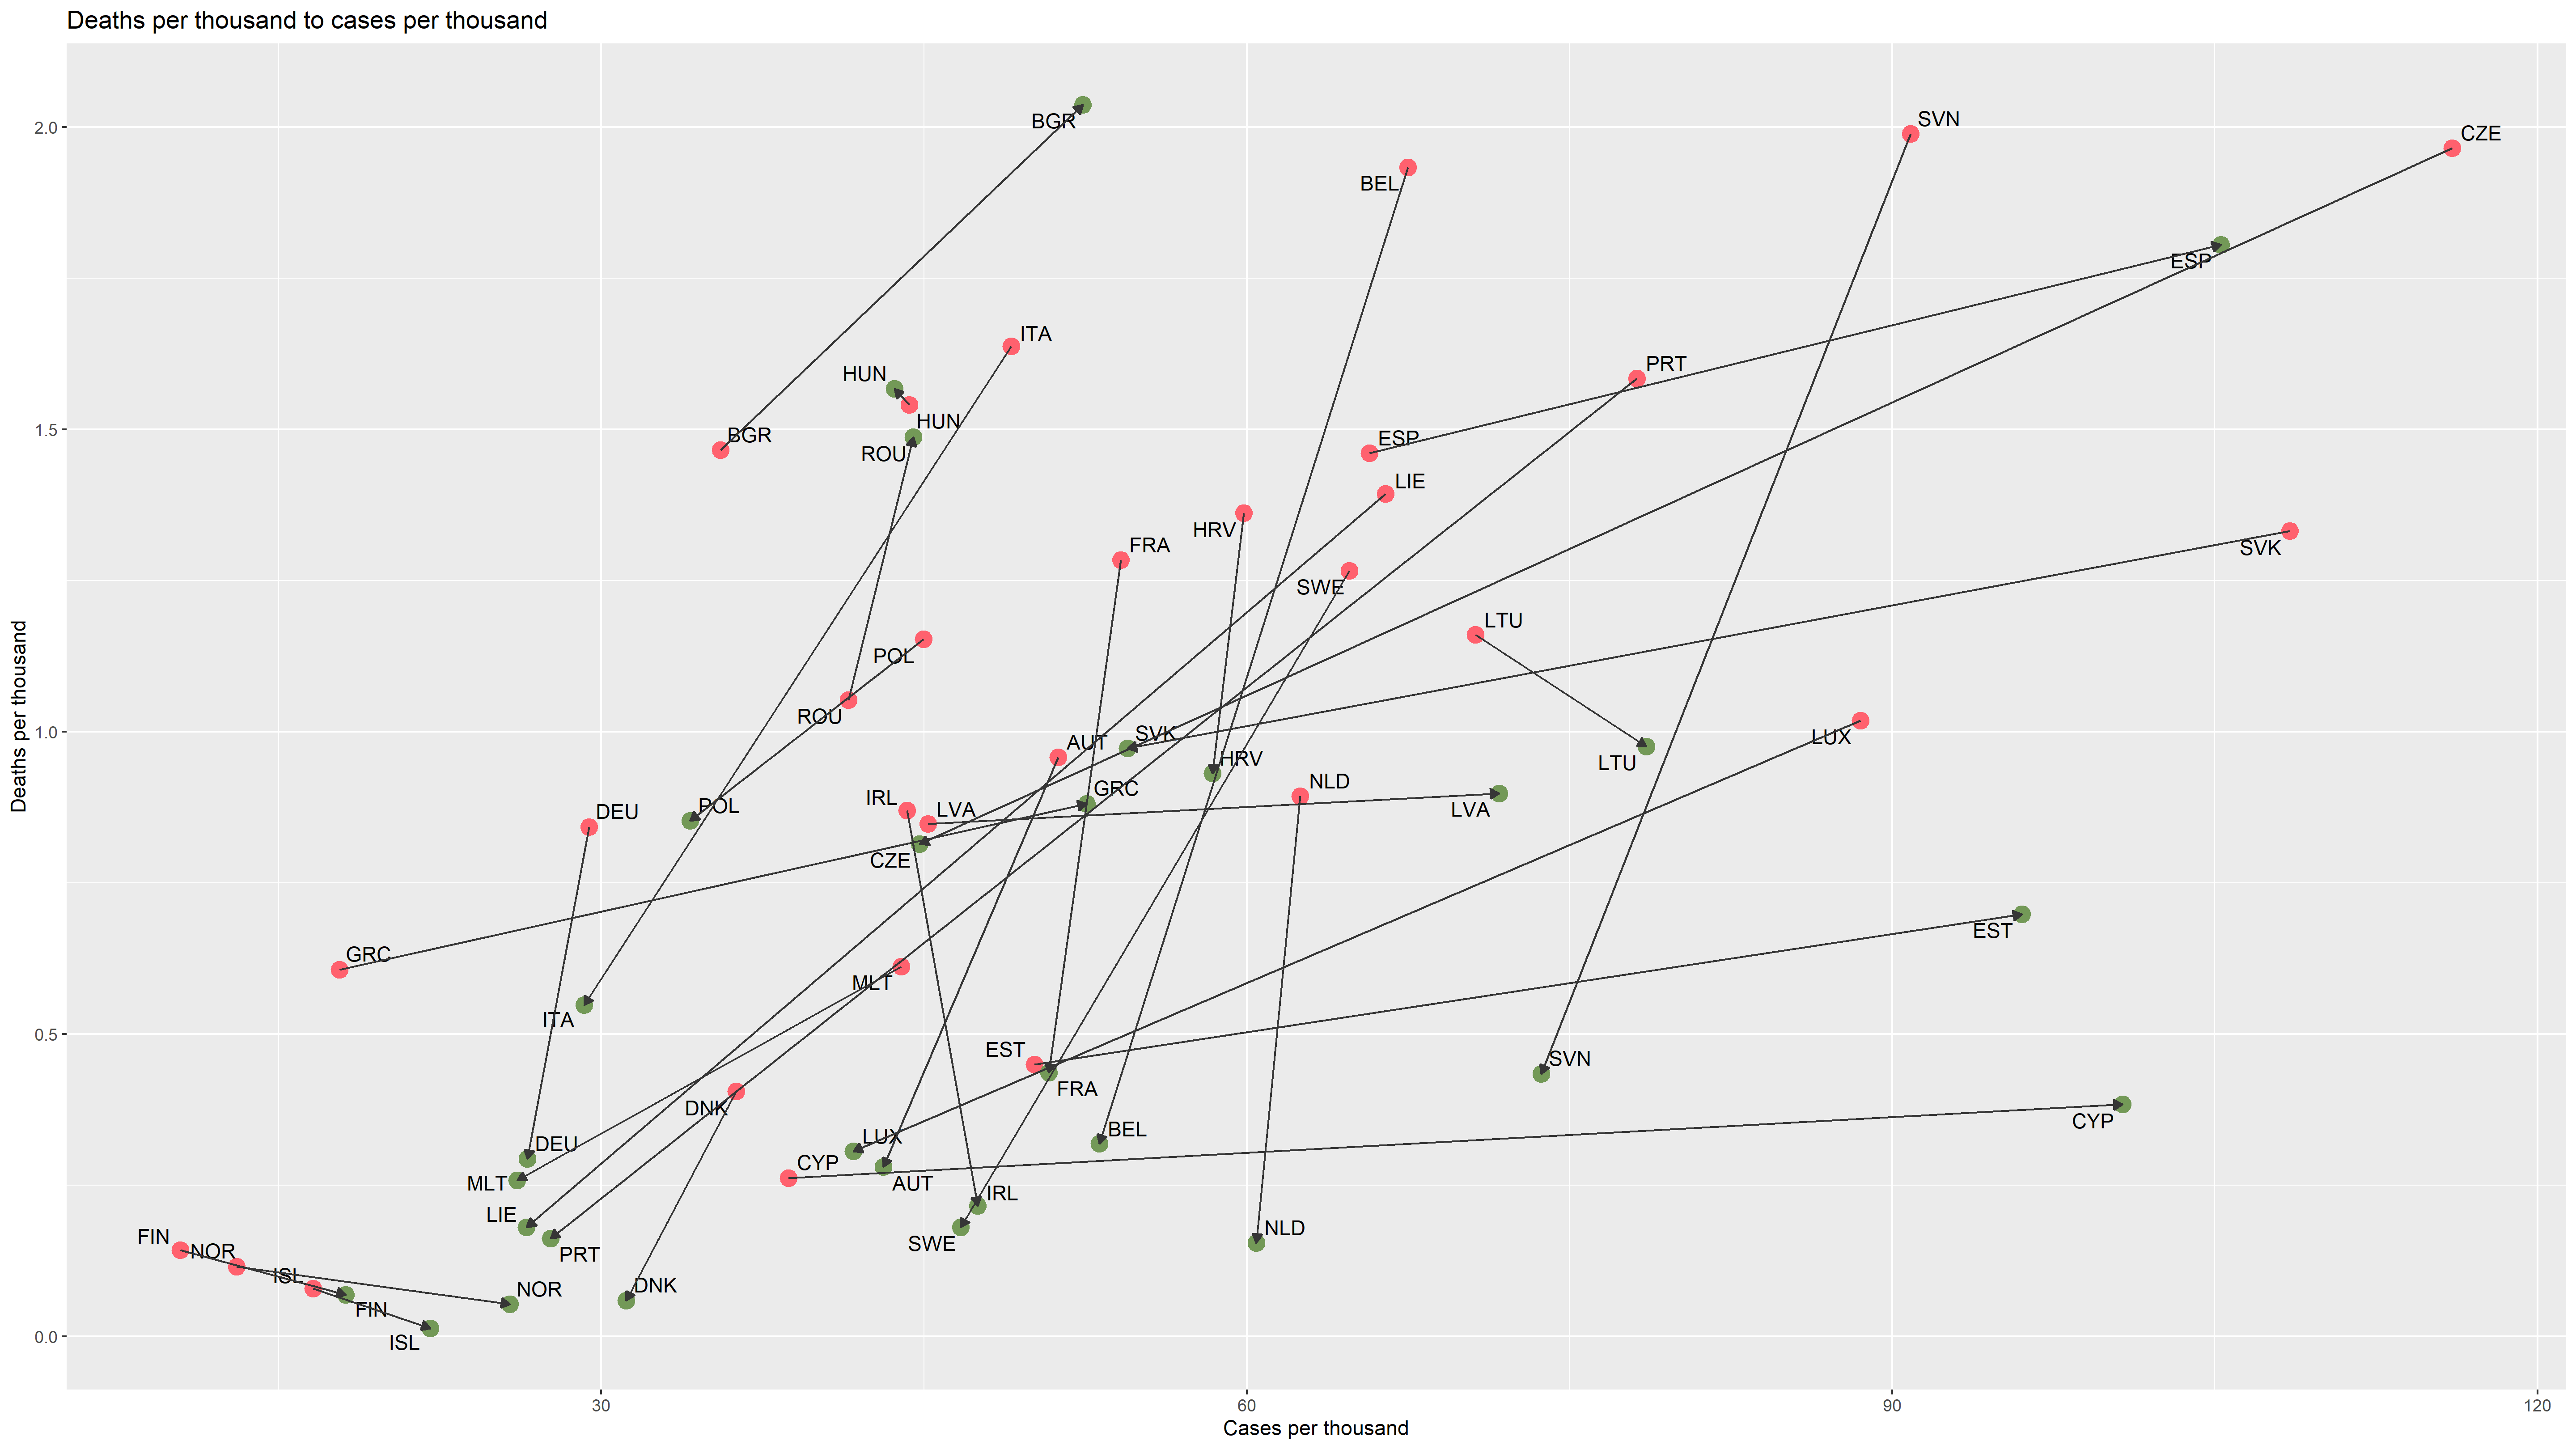 Deaths per thousand to cases per thousand
BGR
2.0
SVN
CZE
BEL
ESP
ITA
PRT
HUN
HUN
BGR
ESP
1.5
ROU
LIE
HRV
FRA
SVK
SWE
LTU
POL
ROU
AUT
SVK
LUX
1.0
HRV
LTU
Deaths per thousand
NLD
GRC
IRL
POL
LVA
LVA
DEU
CZE
GRC
EST
MLT
ITA
0.5
EST
SVN
FRA
DNK
CYP
BEL
LUX
DEU
CYP
MLT
AUT
IRL
LIE
NLD
FIN
SWE
NOR
PRT
ISL
DNK
NOR
FIN
0.0
ISL
30
60
90
120
Cases per thousand